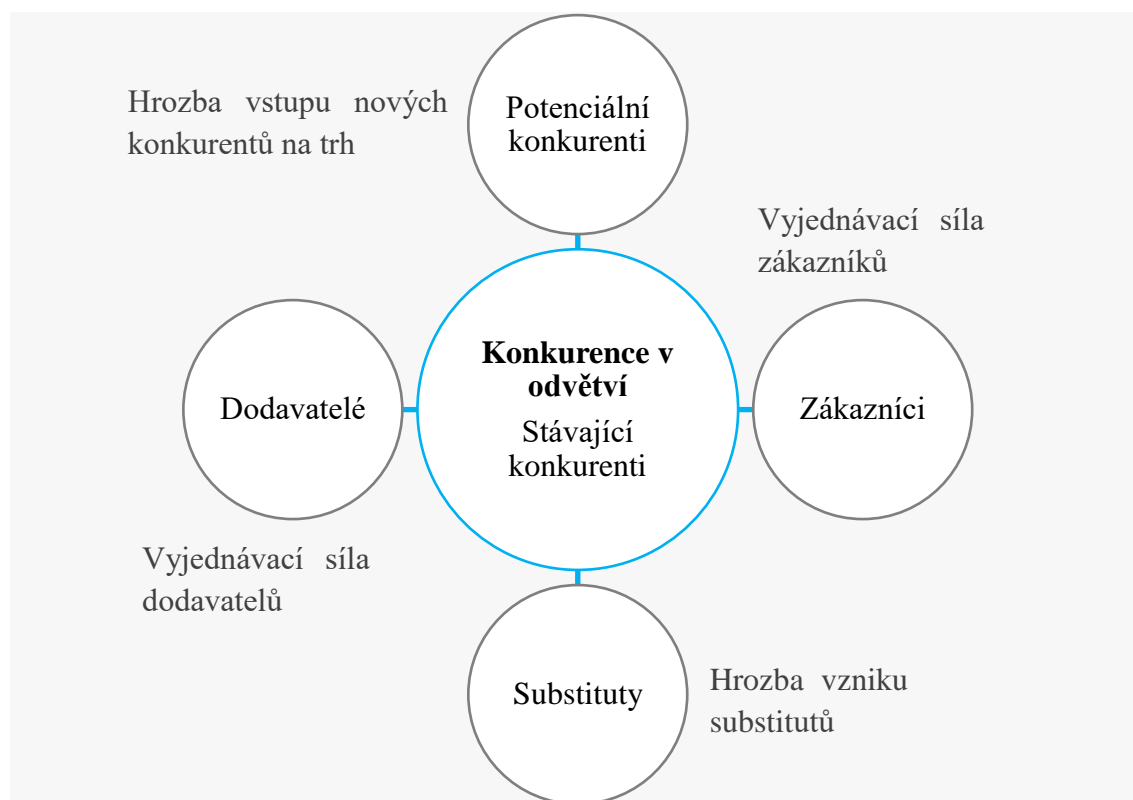 Hrozba vstupu nových
konkurentů na trh
Potenciální
konkurenti
Vyjednávací síla
zákazníků
Dodavatelé
Konkurence v
odvětví
Stávající
konkurenti
Zákazníci
Vyjednávací síla
dodavatelů
Substituty
Hrozba vzniku
substitutů